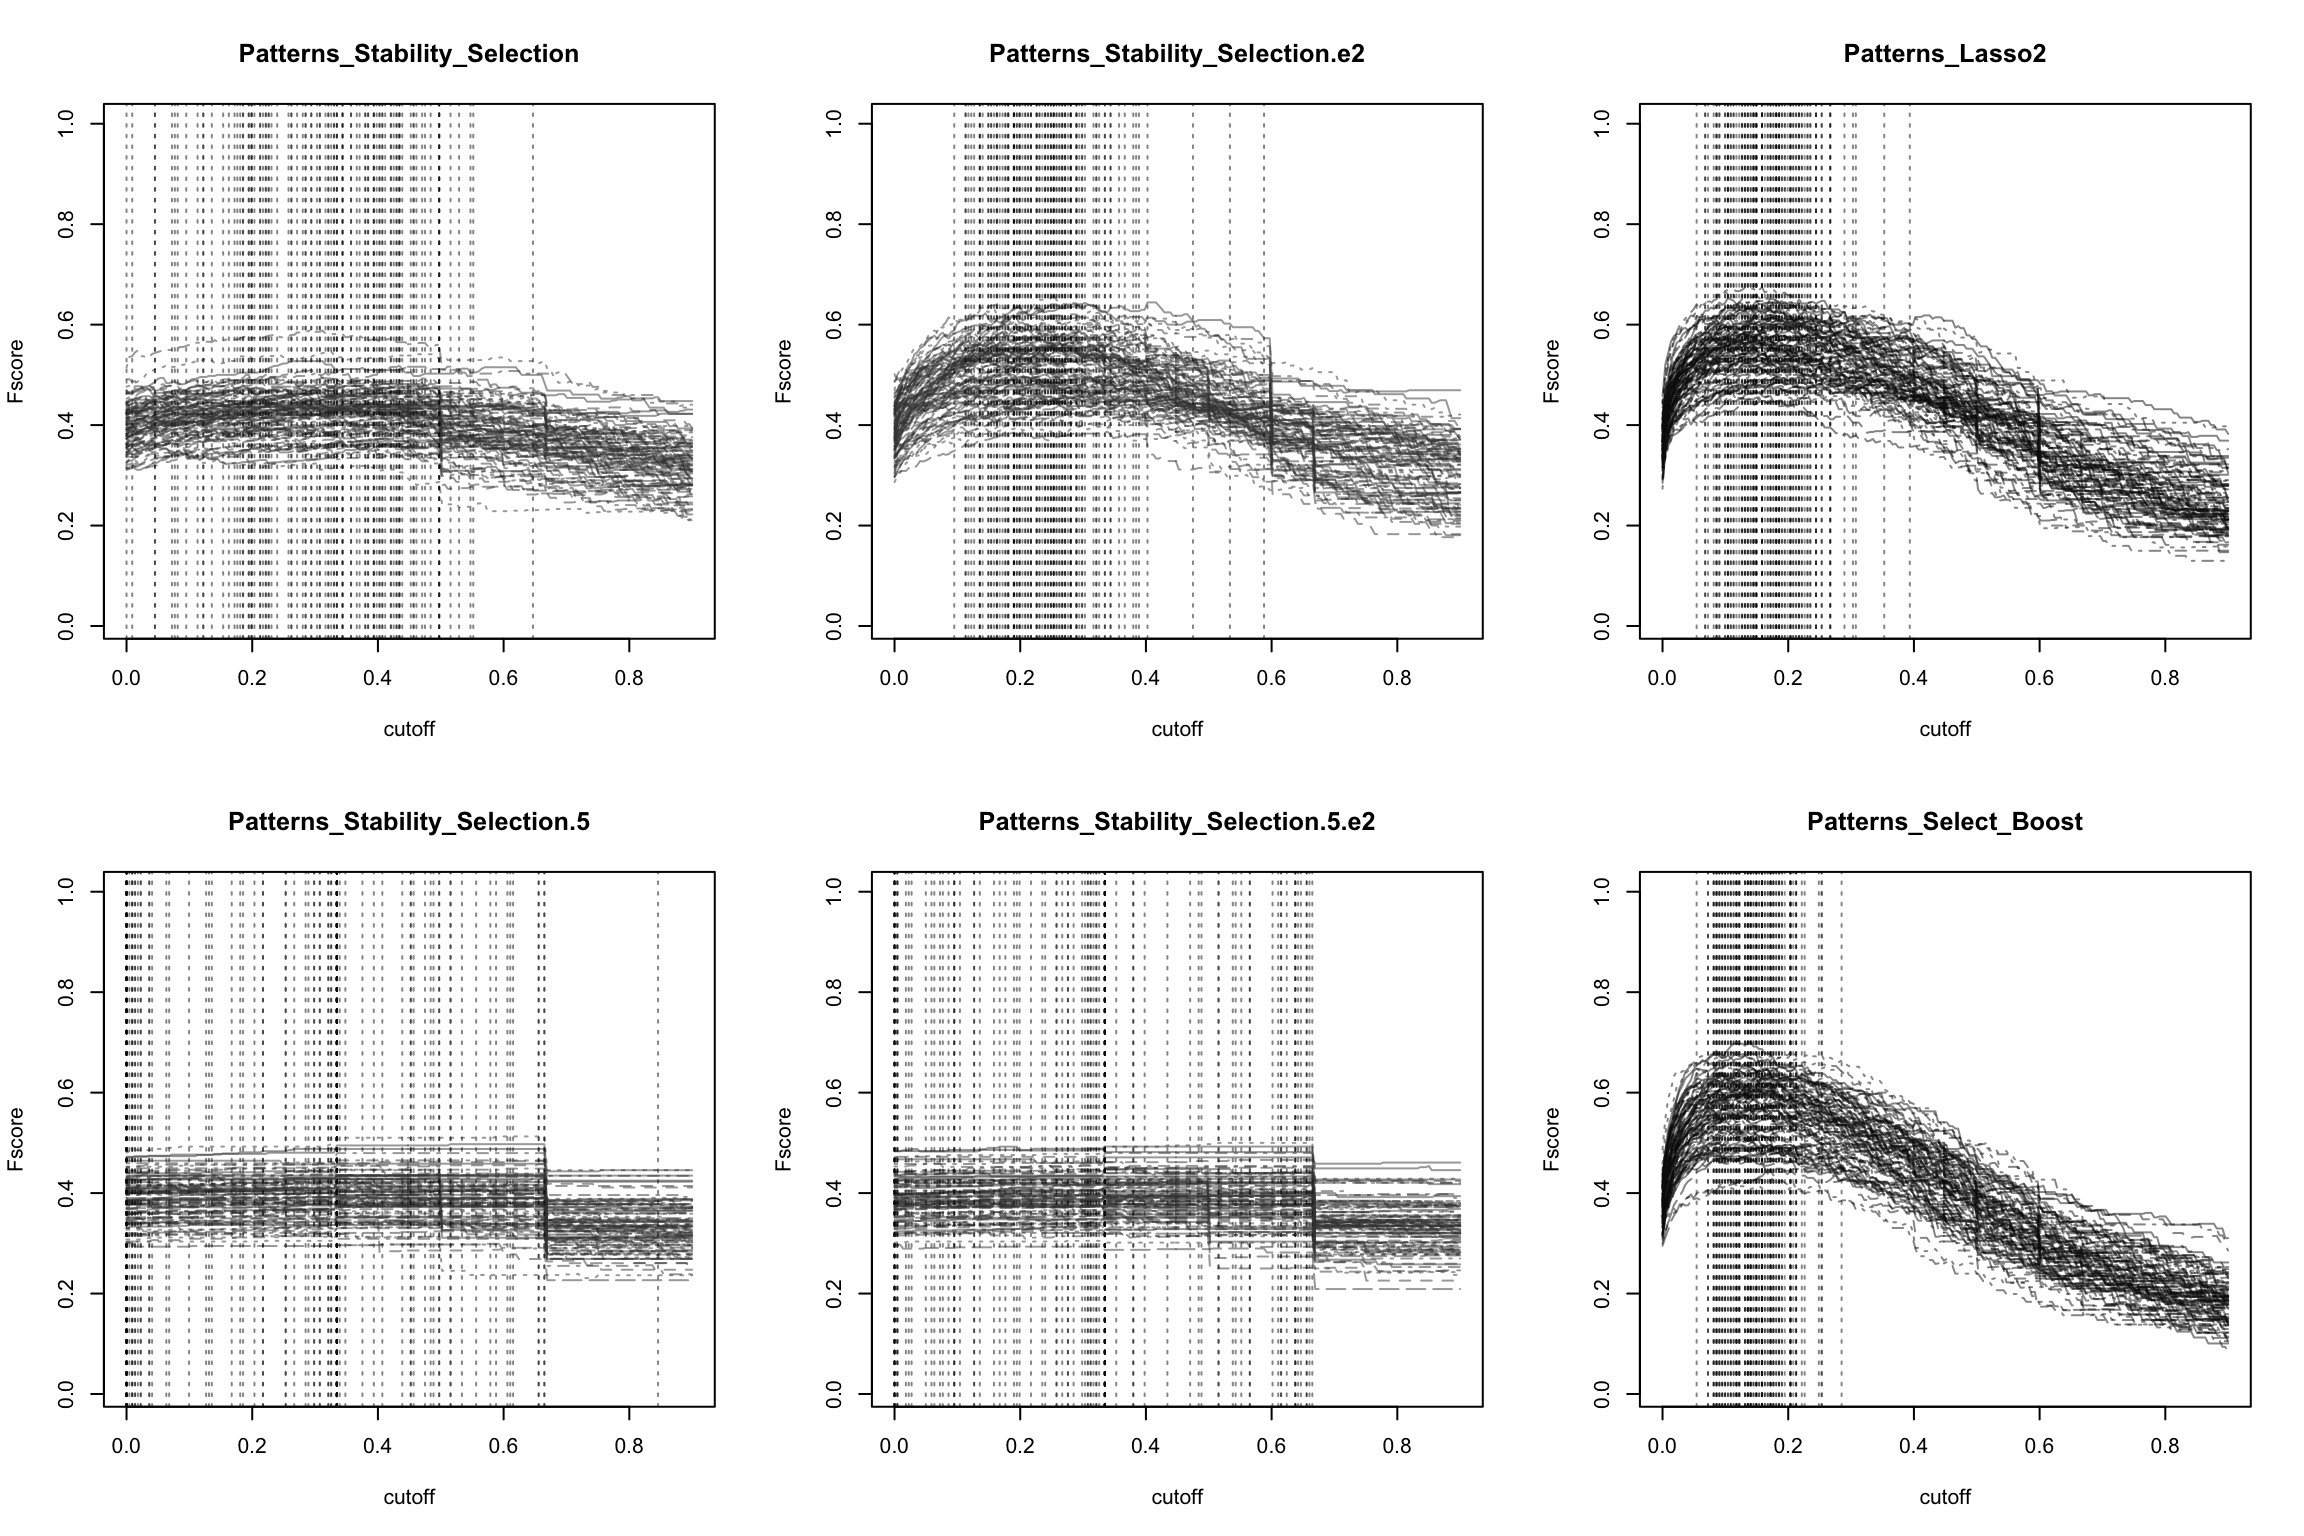 Patterns_Stability_Selection
Fscore
1.0
0.8
0.6
0.4
0.2
0.0
0.0 0.2 0.4 0.6 0.8
cutoff
Patterns_Stability_Selection.e2
Fscore
1.0
0.8
0.6
0.4
0.2
0.0
0.0 0.2 0.4 0.6 0.8
cutoff
Patterns_Lasso2
Fscore
1.0
0.8
0.6
0.4
0.2
0.0
0.0 0.2 0.4 0.6 0.8
cutoff
Patterns_Stability_Selection.5
Fscore
1.0
0.8
0.6
0.4
0.2
0.0
0.0 0.2 0.4 0.6 0.8
cutoff
Patterns_Stability_Selection.5.e2
Fscore
1.0
0.8
0.6
0.4
0.2
0.0
0.0 0.2 0.4 0.6 0.8
cutoff
Patterns_Select_Boost
Fscore
1.0
0.8
0.6
0.4
0.2
0.0
0.0 0.2 0.4 0.6 0.8
cutoff